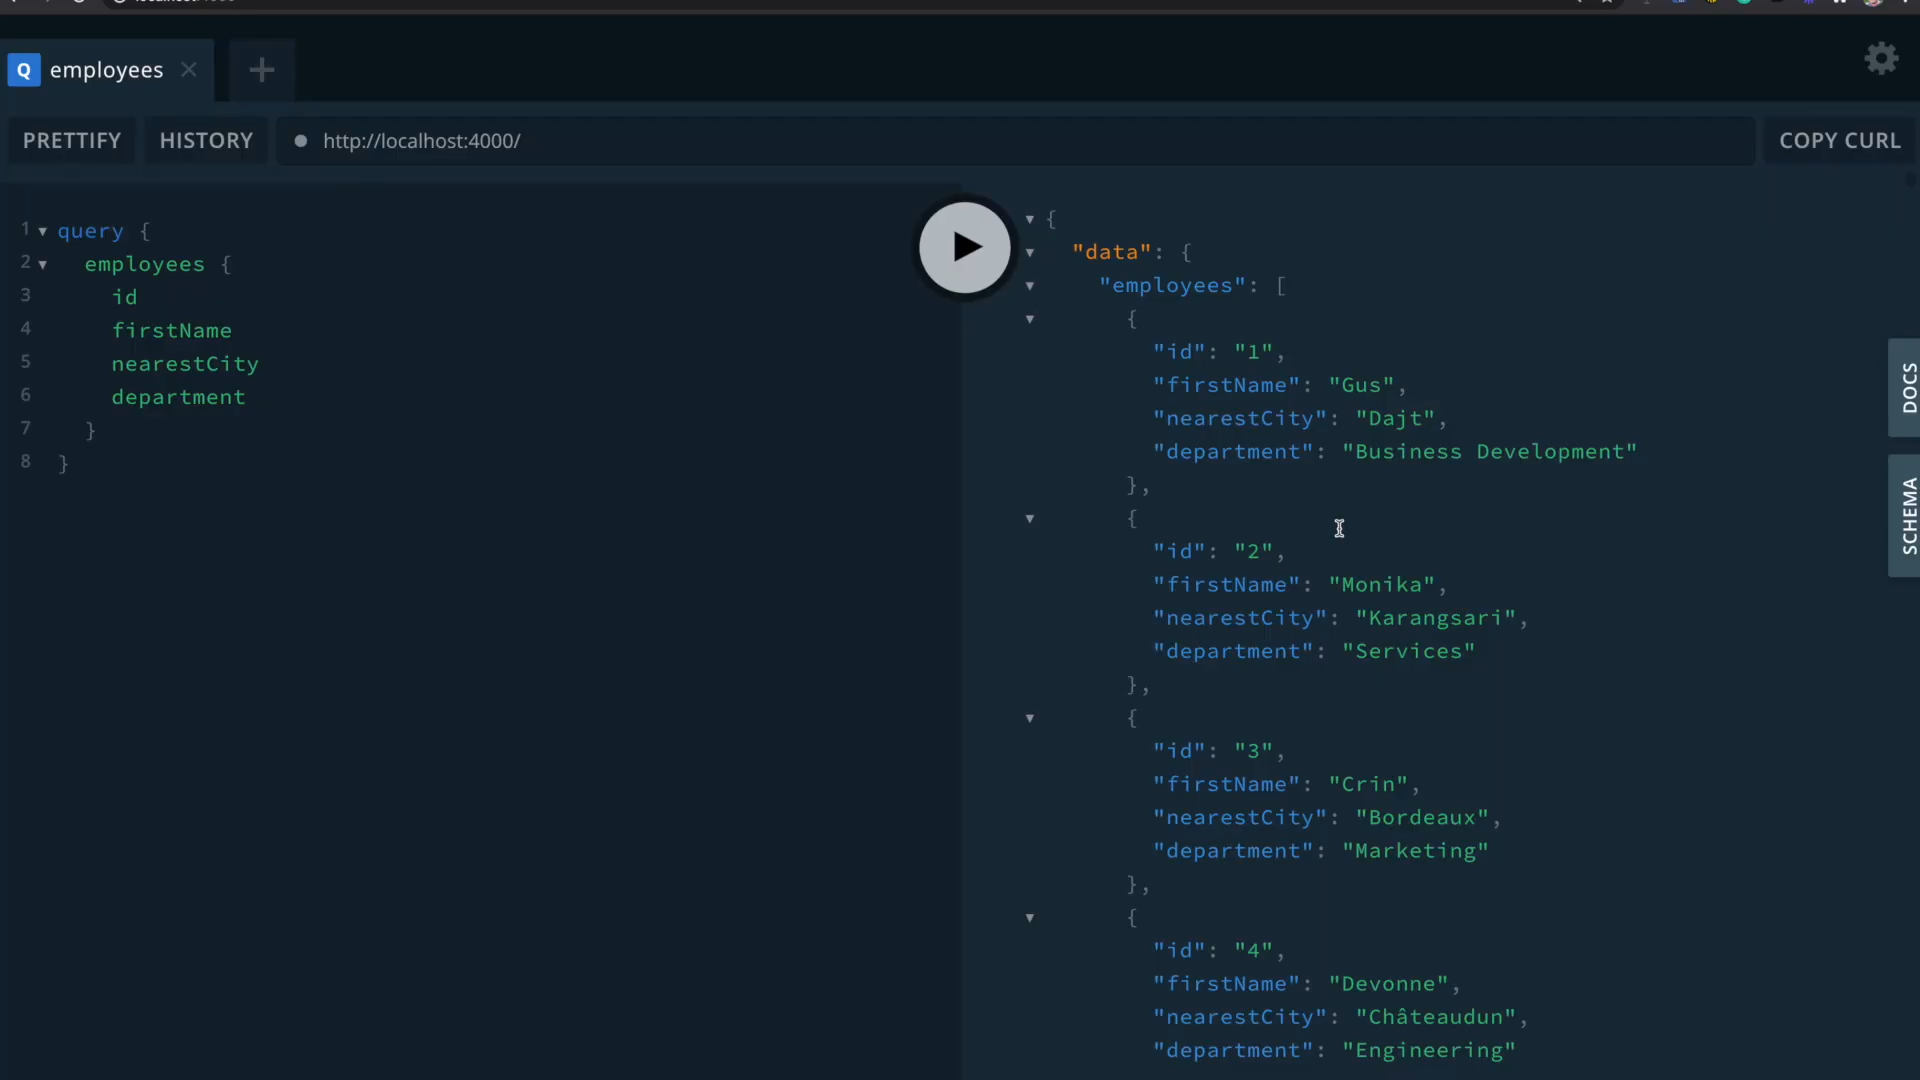 Q employees
PRETTIFY HISTORY http://localhost:4000/ COPY CURL
1 query {
2 employees {
3 id
4 firstName
5 nearestCity
6 department
7 }
8 }
{
"data": {
"employees": [
{
"id": "1",
"firstName": "Gus",
"nearestCity": "Dajt",
"department": "Business Development"
},
{
"id": "2",
"firstName": "Monika",
"nearestCity": "Karangsari",
"department": "Services"
},
{
"id": "3",
"firstName": "Crin",
"nearestCity": "Bordeaux",
"department": "Marketing"
},
{
"id": "4",
"firstName": "Devonne",
"nearestCity": "Châteaudun",
"department": "Engineering"
DOCS
SCHEMA